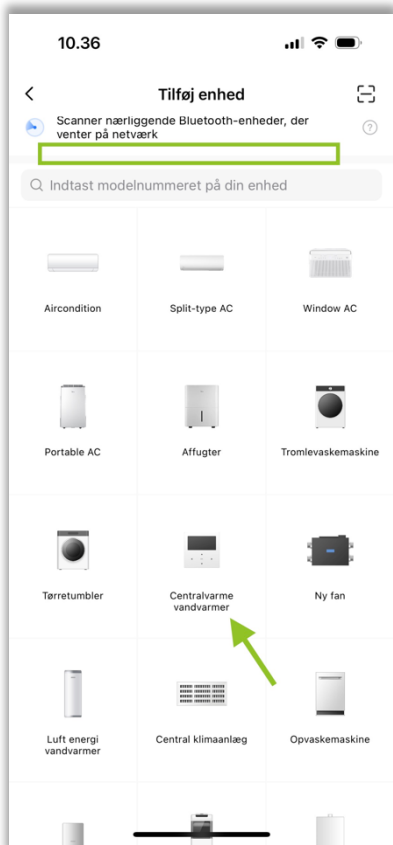 10.36
Tilføj enhed
Scanner nærliggende Bluetooth-enheder, der
venter på netværk
?
Indtast modelnummeret på din enhed
Aircondition
Split-type AC
Window AC
Portable AC
Affugter
Tromlevaskemaskine
Tørretumbler
Centralvarme
vandvarmer
Ny fan
Luft energi
vandvarmer
Central klimaanlæg
Opvaskemaskine